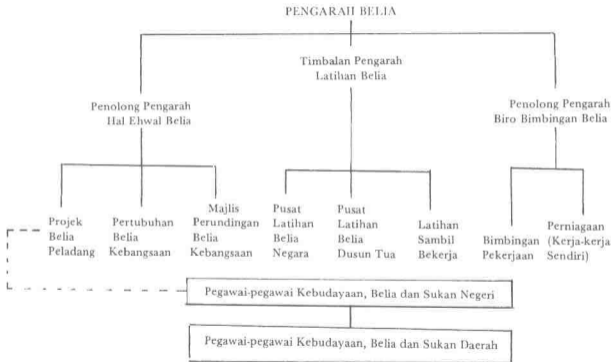 PENGARAH BELIA
Timbalan Pengarah
Latihan Belia
Penolong Pengarah
Hal Ehwal Belia
Penolong Pengarah
Biro Bimbingan Belia
Projek
Belia
Peladang
Pertubuhan
Belia
Kebangsaan
Majlis
Perundingan
Belia
Kebangsaan
Pusat
Latihan
Belia
Negara
Pusat
Latihan
Belia
Dusun Tua
Latihan
Sambil
Bekerja
Bimbingan
Pekerjaan
Perniagaan
(Kerja-kerja
Sendiri)
Pegawai-pegawai Kebudayaan, Belia dan Sukan Negeri
Pegawai-pegawai Kebudayaan, Belia dan Sukan Daerah